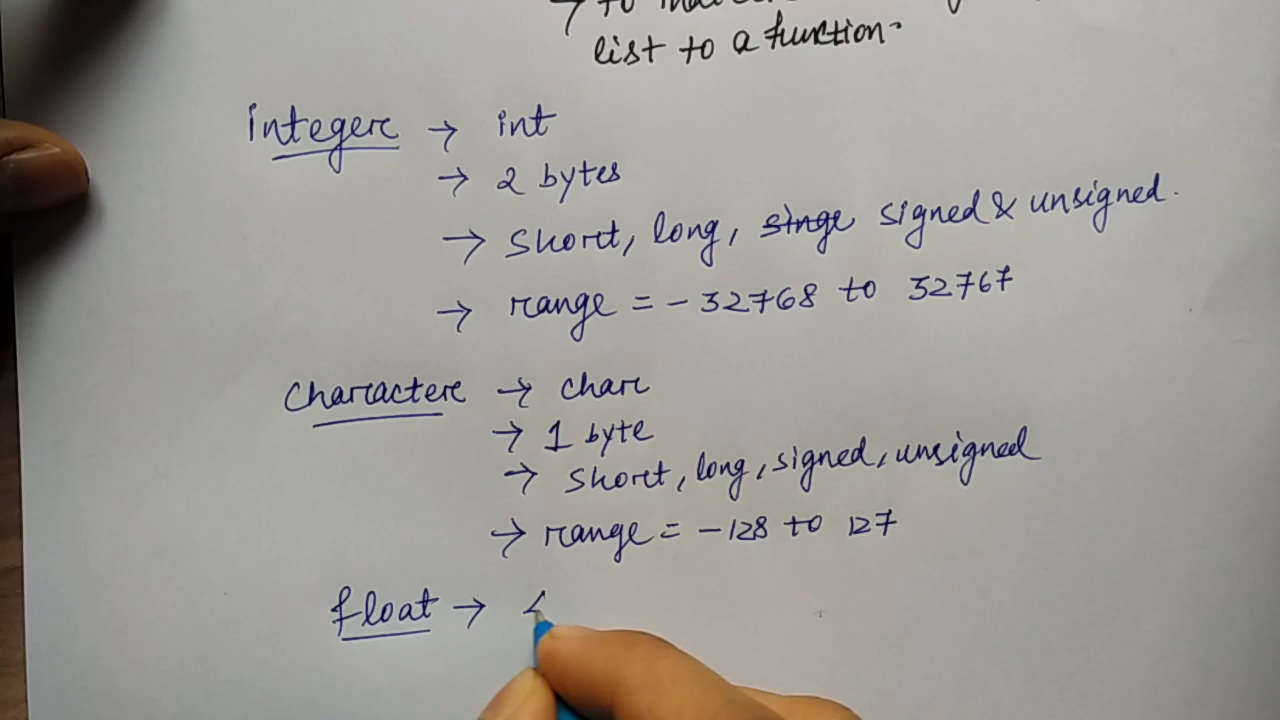 → to
list to a function.
Integer → int
→ 2 bytes
→ short, long, singe signed & unsigned.
→ range = - 32768 to 32767
Character → char
→ 1 byte
→ short, long, signed, unsigned
→ range = -128 to 127
float →